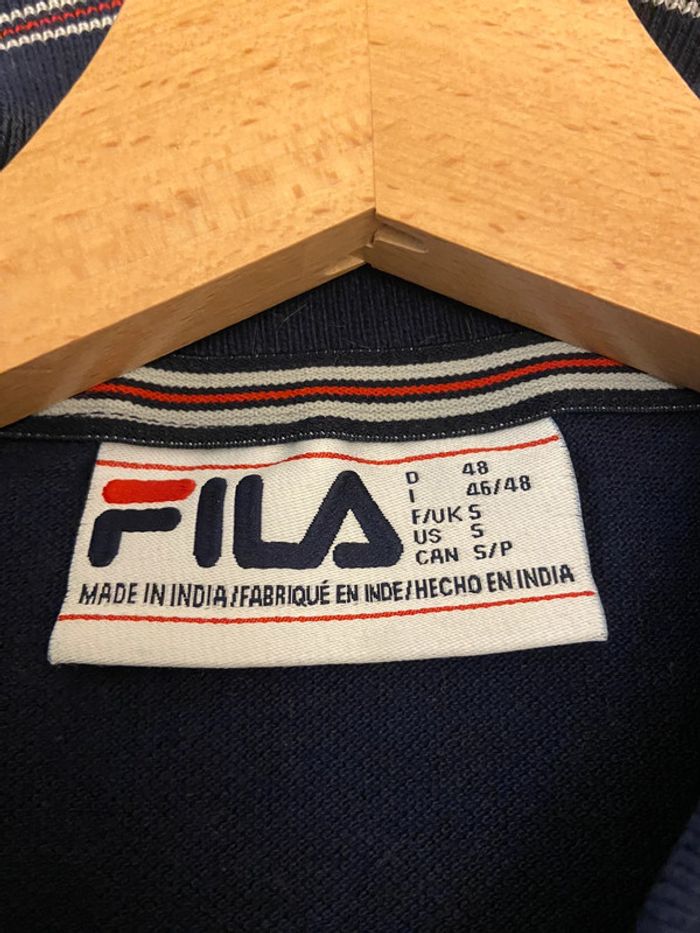 FILA
D 48
I 46/48
F/UK S
US S
CAN S/P
MADE IN INDIA/FABRIQUÉ EN INDE/HECHO EN INDIA